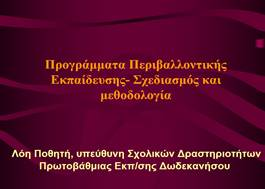 Προγράμματα Περιβαλλοντικής
Εκπαίδευσης- Σχεδιασμός και
μεθοδολογία
Λόη Ποθητή, υπεύθυνη Σχολικών Δραστηριοτήτων
Πρωτοβάθμιας Εκπ/σης Δωδεκανήσου